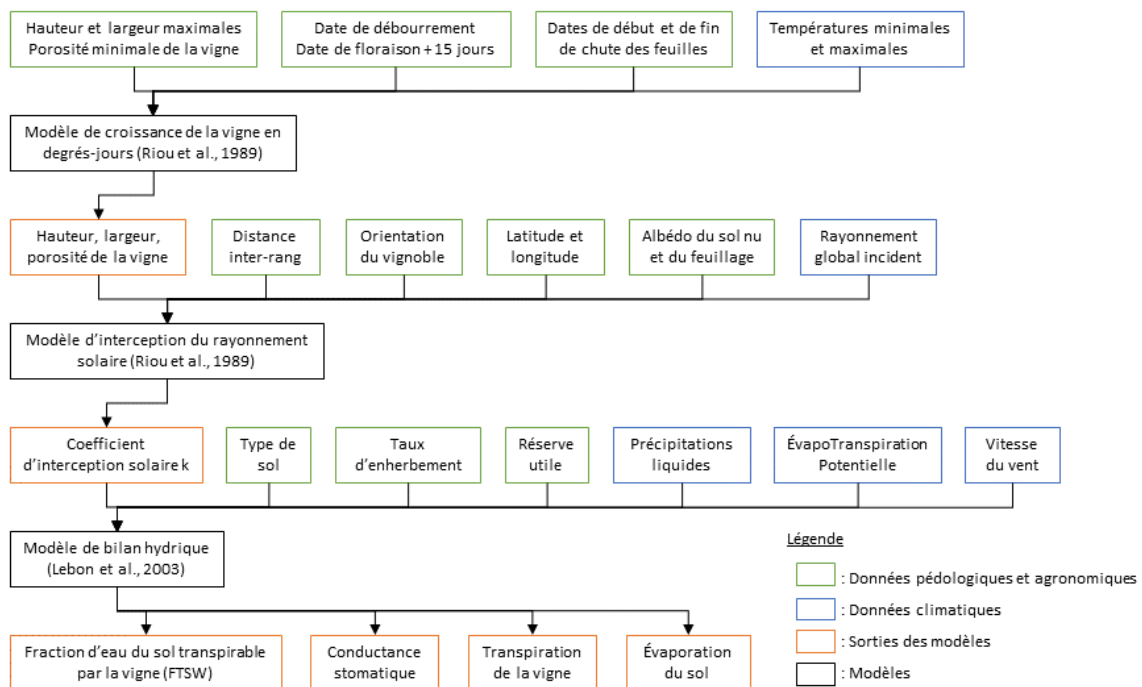 Hauteur et largeur maximales
Porosité minimale de la vigne
Date de débourrement
Date de floraison + 15 jours
Dates de début et de fin
de chute des feuilles
Températures minimales
et maximales
Modèle de croissance de la vigne en
degrés-jours (Riou et al., 1989)
Hauteur, largeur,
porosité de la vigne
Distance
inter-rang
Orientation
du vignoble
Latitude et
longitude
Albédo du sol nu
et du feuillage
Rayonnement
global incident
Modèle d'interception du rayonnement
solaire (Riou et al., 1989)
Coefficient
d'interception solaire k
Type de
sol
Taux
d'enherbement
Réserve
utile
Précipitations
liquides
ÉvapoTranspiration
Potentielle
Vitesse
du vent
Modèle de bilan hydrique
(Lebon et al., 2003)
Fraction d'eau du sol transpirable
par la vigne (FTSW)
Conductance
stomatique
Transpiration
de la vigne
Évaporation
du sol
Légende
: Données pédologiques et agronomiques
: Données climatiques
: Sorties des modèles
: Modèles